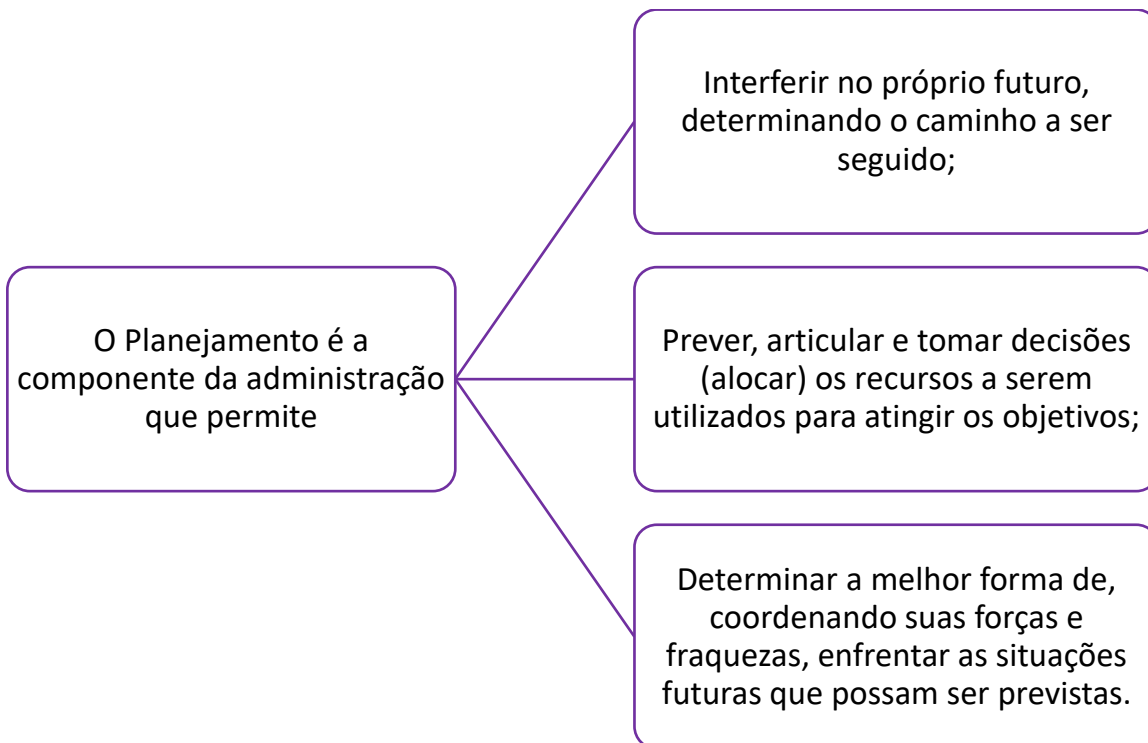 Interferir no próprio futuro,
determinando o caminho a ser
seguido;
O Planejamento é a
componente da administração
que permite
Prever, articular e tomar decisões
(alocar) os recursos a serem
utilizados para atingir os objetivos;
Determinar a melhor forma de,
coordenando suas forças e
fraquezas, enfrentar as situações
futuras que possam ser previstas.